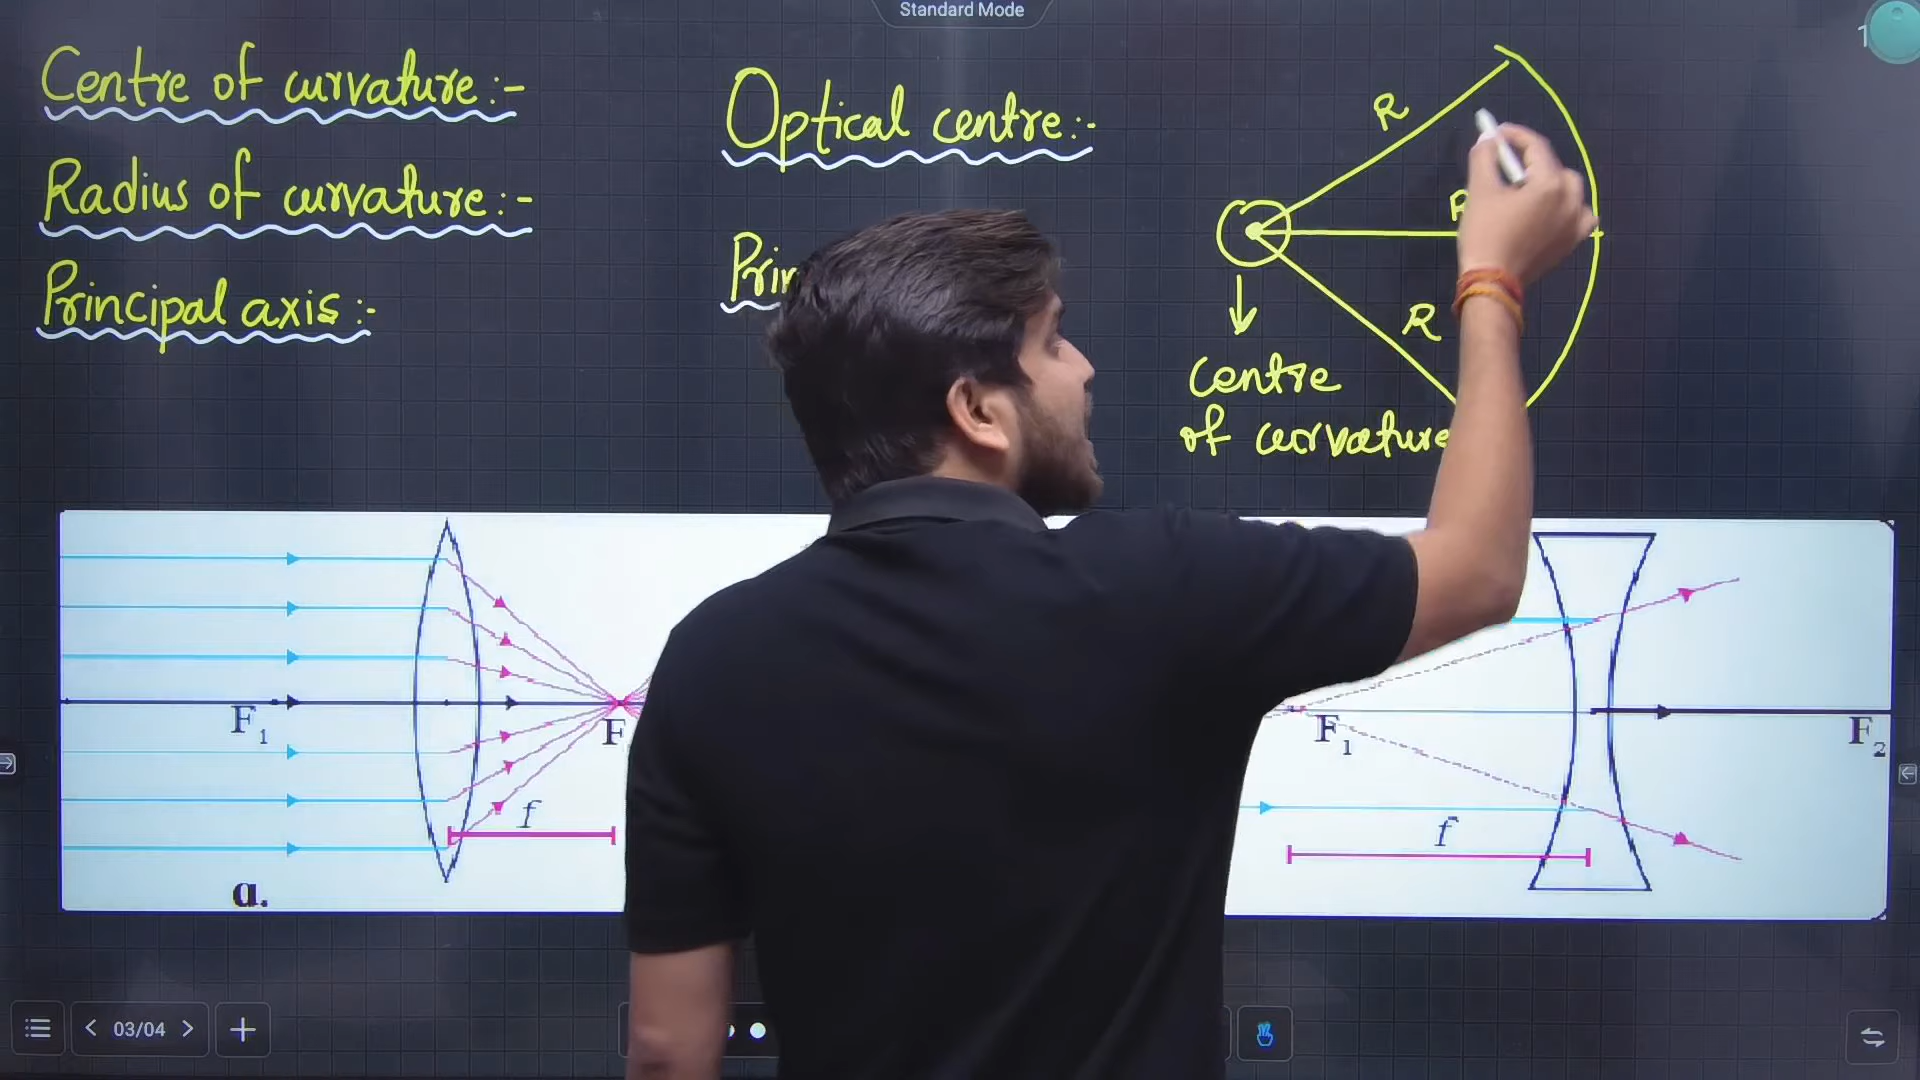 Standard Mode
1
Centre of curvature:-
Radius of curvature:-
Principal axis:-
Optical centre:-
R
R
Centre
of curvature
F1
F
f
a.
F1
f
F2
03/04